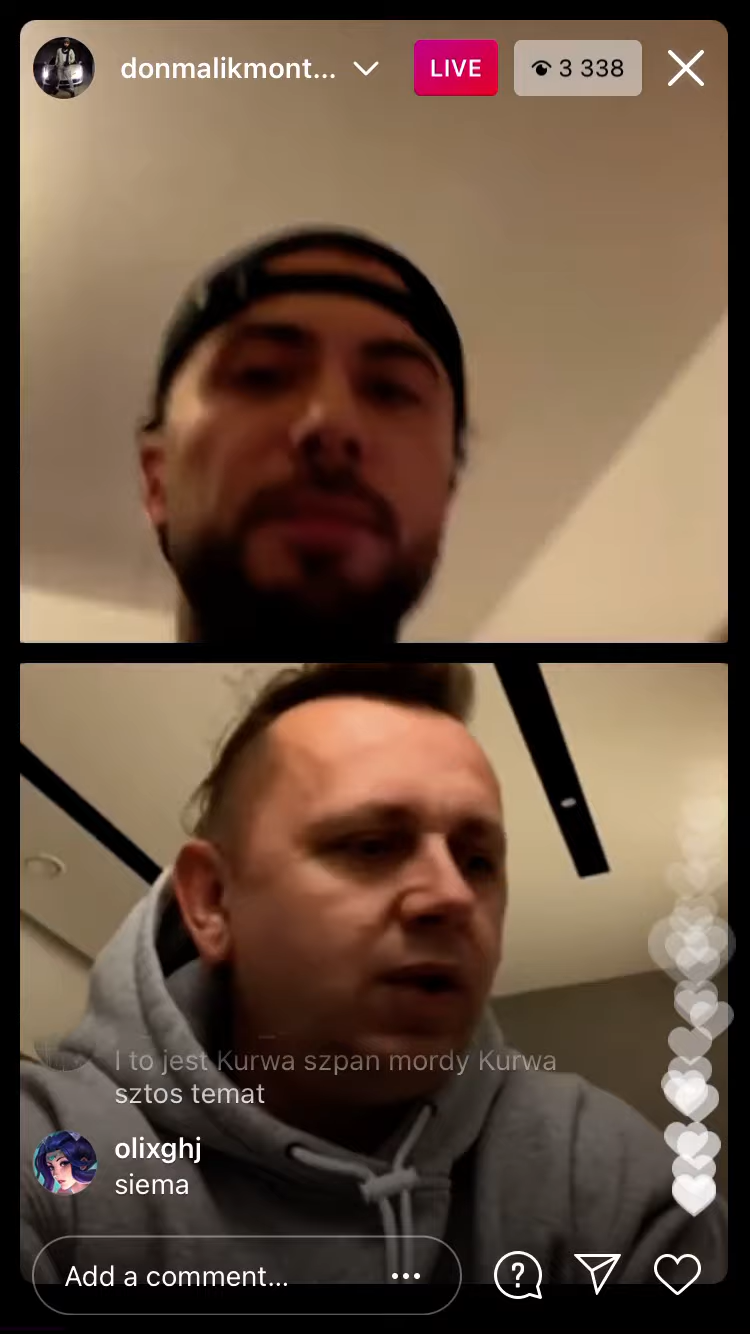 donmalikmont...
LIVE
3 338
I to jest Kurwa szpan mordy Kurwa
sztos temat
olixghj
siema
Add a comment...